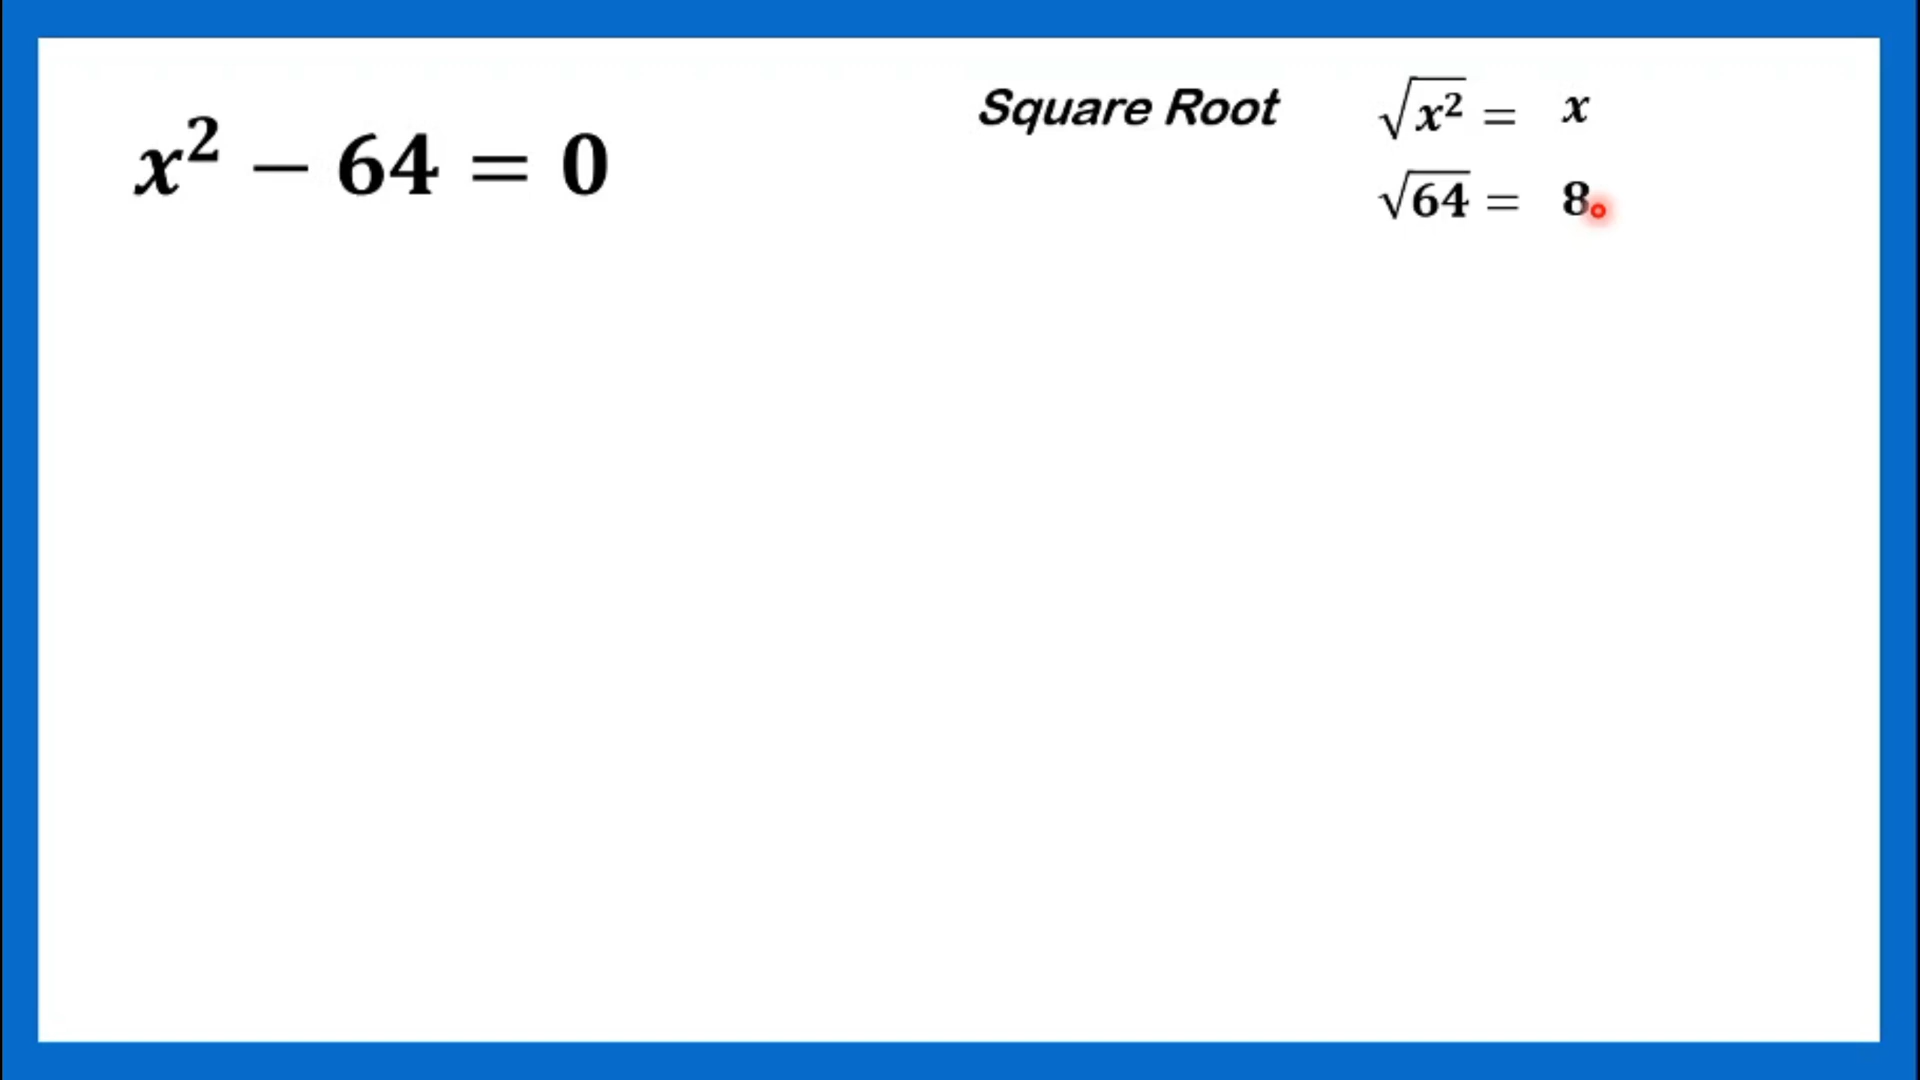 x² − 64 = 0
Square Root √x² = x
√64 = 8